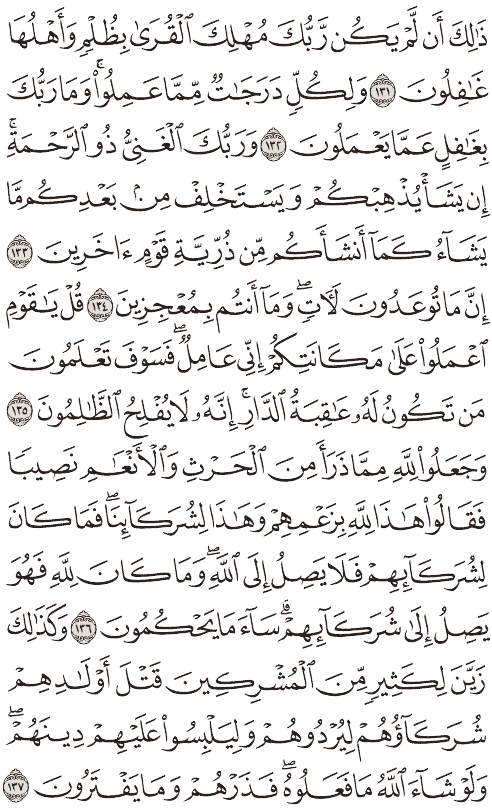 ذَٰلِكَ أَن لَّمْ يَكُن رَّبُّكَ مُهْلِكَ ٱلْقُرَىٰ بِظُلْمٍ وَأَهْلُهَا
غَٰفِلُونَ ١٣١ وَلِكُلٍّ دَرَجَٰتٌ مِّمَّا عَمِلُوا۟ ۚ وَمَا رَبُّكَ
بِغَٰفِلٍ عَمَّا يَعْمَلُونَ ١٣٢ وَرَبُّكَ ٱلْغَنِىُّ ذُو ٱلرَّحْمَةِ ۚ
إِن يَشَأْ يُذْهِبْكُمْ وَيَسْتَخْلِفْ مِنۢ بَعْدِكُم مَّا
يَشَآءُ كَمَآ أَنشَأَكُم مِّن ذُرِّيَّةِ قَوْمٍ ءَاخَرِينَ ١٣٣
إِنَّ مَا تُوعَدُونَ لَءَاتٍ ۖ وَمَآ أَنتُم بِمُعْجِزِينَ ١٣٤ قُلْ يَٰقَوْمِ
ٱعْمَلُوا۟ عَلَىٰ مَكَانَتِكُمْ إِنِّى عَامِلٌ ۖ فَسَوْفَ تَعْلَمُونَ
مَن تَكُونُ لَهُۥ عَٰقِبَةُ ٱلدَّارِ ۗ إِنَّهُۥ لَا يُفْلِحُ ٱلظَّٰلِمُونَ ١٣٥
وَجَعَلُوا۟ لِلَّهِ مِمَّا ذَرَأَ مِنَ ٱلْحَرْثِ وَٱلْأَنْعَٰمِ نَصِيبًا
فَقَالُوا۟ هَٰذَا لِلَّهِ بِزَعْمِهِمْ وَهَٰذَا لِشُرَكَآئِنَا ۖ فَمَا كَانَ
لِشُرَكَآئِهِمْ فَلَا يَصِلُ إِلَى ٱللَّهِ ۖ وَمَا كَانَ لِلَّهِ فَهُوَ
يَصِلُ إِلَىٰ شُرَكَآئِهِمْ ۗ سَآءَ مَا يَحْكُمُونَ ١٣٦ وَكَذَٰلِكَ
زَيَّنَ لِكَثِيرٍ مِّنَ ٱلْمُشْرِكِينَ قَتْلَ أَوْلَٰدِهِمْ
شُرَكَآؤُهُمْ لِيُرْدُوهُمْ وَلِيَلْبِسُوا۟ عَلَيْهِمْ دِينَهُمْ ۖ
وَلَوْ شَآءَ ٱللَّهُ مَا فَعَلُوهُ ۖ فَذَرْهُمْ وَمَا يَفْتَرُونَ ١٣٧